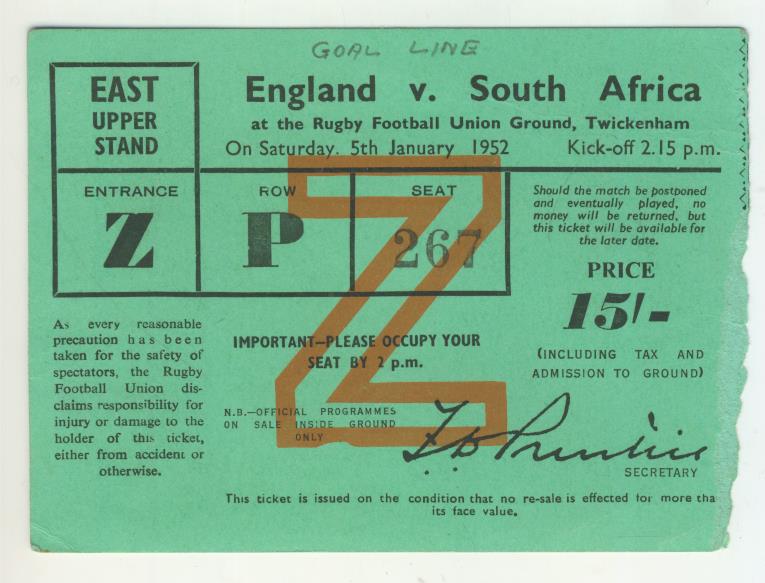 GOAL LINE
EAST
UPPER
STAND
England v. South Africa
at the Rugby Football Union Ground, Twickenham
On Saturday, 5th January 1952 Kick-off 2.15 p.m.
ENTRANCE
Z
ROW
P
SEAT
267
Z
Should the match be postponed
and eventually played, no
money will be returned, but
this ticket will be available for
the later date.
PRICE
15/-
(INCLUDING TAX AND
ADMISSION TO GROUND)
As every reasonable
precaution has been
taken for the safety of
spectators, the Rugby
Football Union dis-
claims responsibility for
injury or damage to the
holder of this ticket,
either from accident or
otherwise.
IMPORTANT—PLEASE OCCUPY YOUR
SEAT BY 2 p.m.
N.B.—OFFICIAL PROGRAMMES
ON SALE INSIDE GROUND
ONLY
SECRETARY
This ticket is issued on the condition that no re-sale is effected for more tha
its face value.